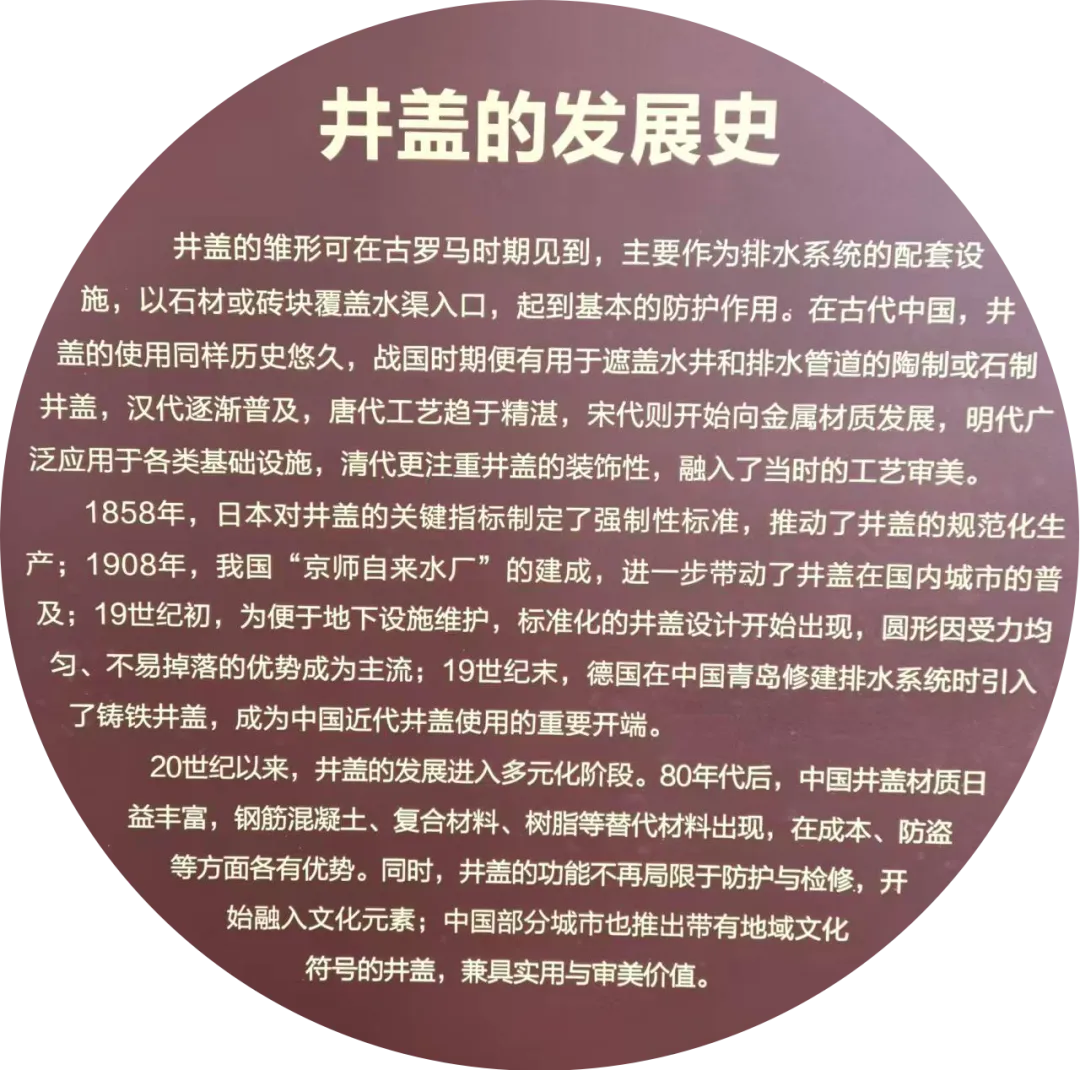 井盖的发展史
井盖的雏形可在古罗马时期见到，主要作为排水系统的配套设
施，以石材或砖块覆盖水渠入口，起到基本的防护作用。在古代中国，井
盖的使用同样历史悠久，战国时期便有用于遮盖水井和排水管道的陶制或石制
井盖，汉代逐渐普及，唐代工艺趋于精湛，宋代则开始向金属材质发展，明代广
泛应用于各类基础设施，清代更注重井盖的装饰性，融入了当时的工艺审美。
1858年，日本对井盖的关键指标制定了强制性标准，推动了井盖的规范化生
产；1908年，我国“京师自来水厂”的建成，进一步带动了井盖在国内城市的普
及；19世纪初，为便于地下设施维护，标准化的井盖设计开始出现，圆形因受力均
匀、不易掉落的优势成为主流；19世纪末，德国在中国青岛修建排水系统时引入
了铸铁井盖，成为中国近代井盖使用的重要开端。
20世纪以来，井盖的发展进入多元化阶段。80年代后，中国井盖材质日
益丰富，钢筋混凝土、复合材料、树脂等替代材料出现，在成本、防盗
等方面各有优势。同时，井盖的功能不再局限于防护与检修，开
始融入文化元素；中国部分城市也推出带有地域文化
符号的井盖，兼具实用与审美价值。